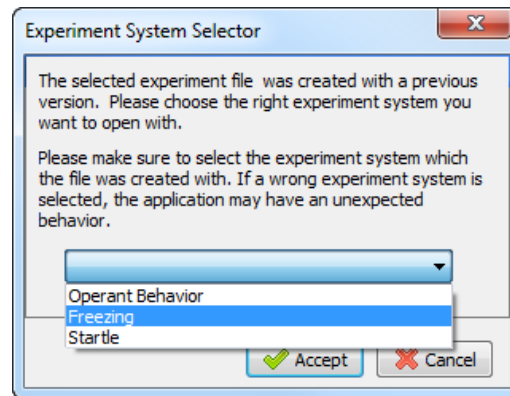 Experiment System Selector
The selected experiment file was created with a previous
version. Please choose the right experiment system you
want to open with.
Please make sure to select the experiment system which
the file was created with. If a wrong experiment system is
selected, the application may have an unexpected
behavior.
Operant Behavior
Freezing
Startle
Accept
Cancel